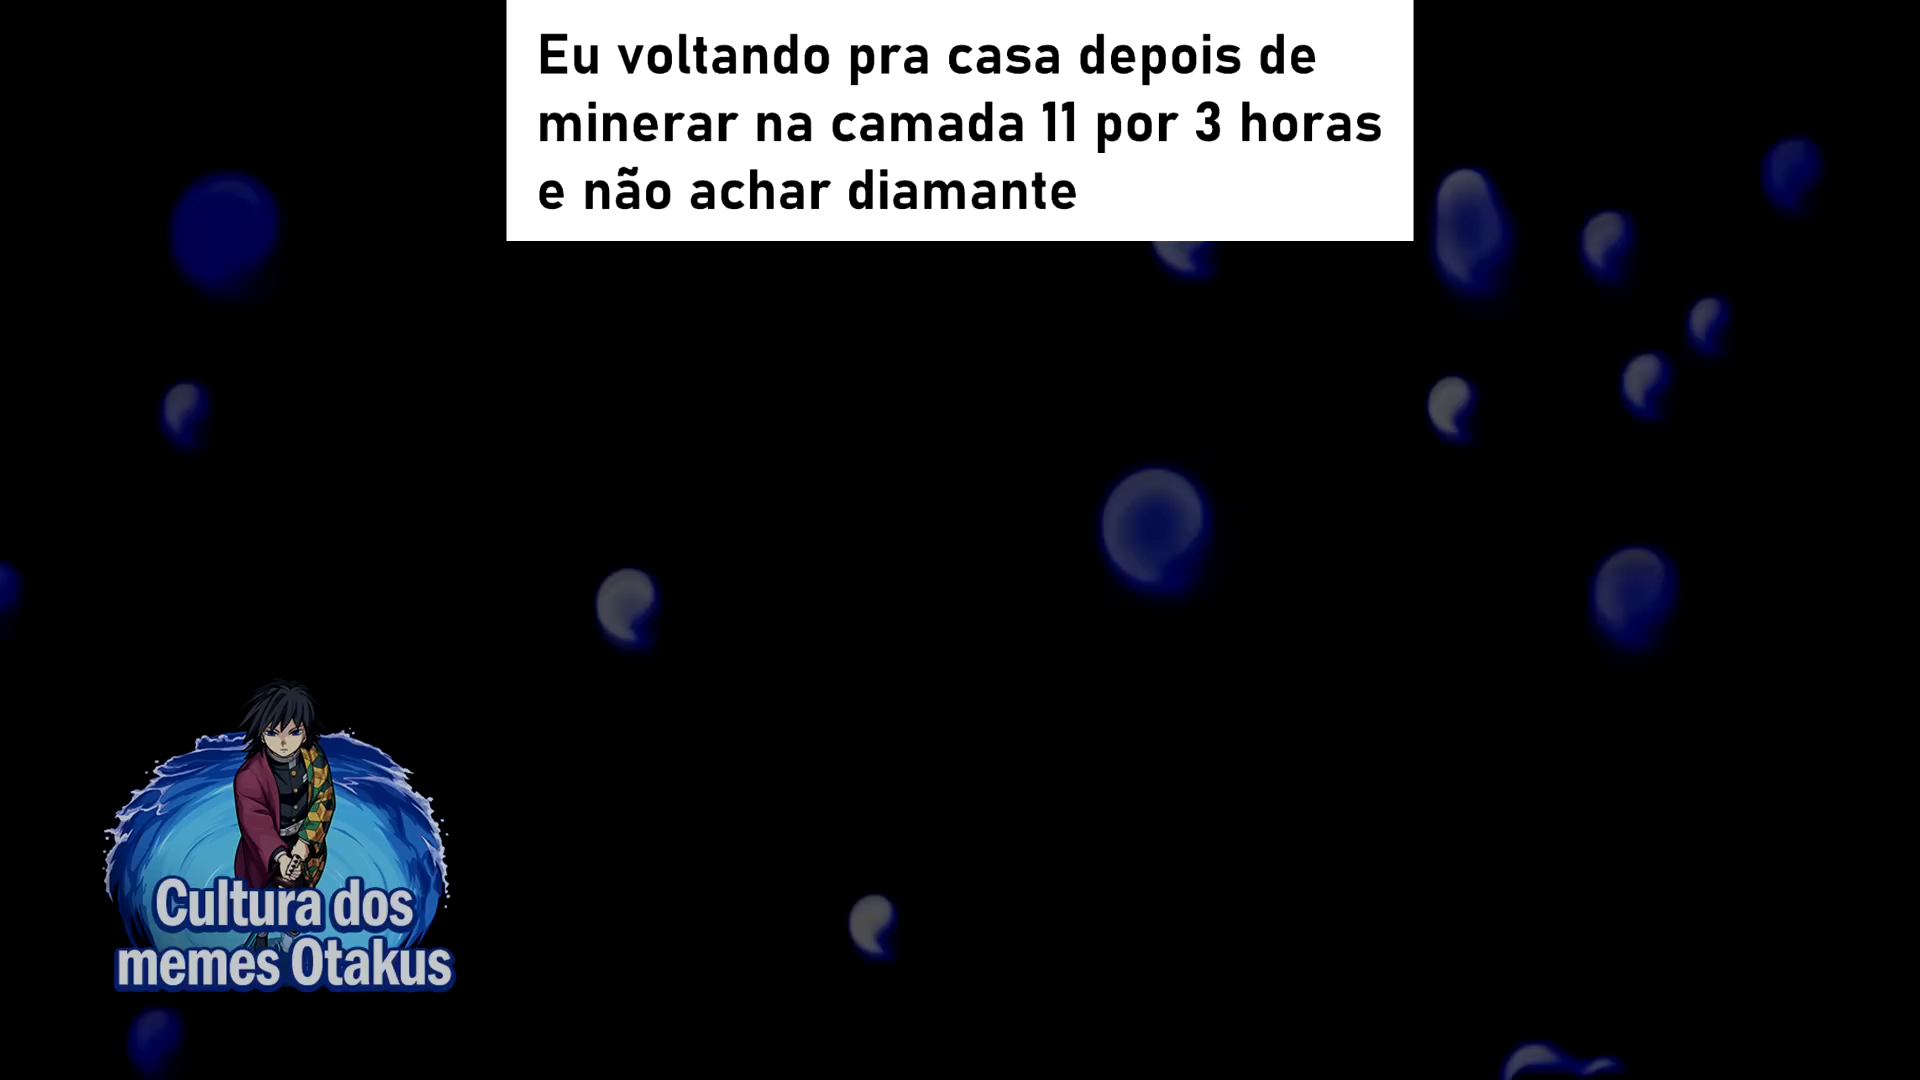 Eu voltando pra casa depois de
minerar na camada 11 por 3 horas
e não achar diamante
Cultura dos
memes Otakus